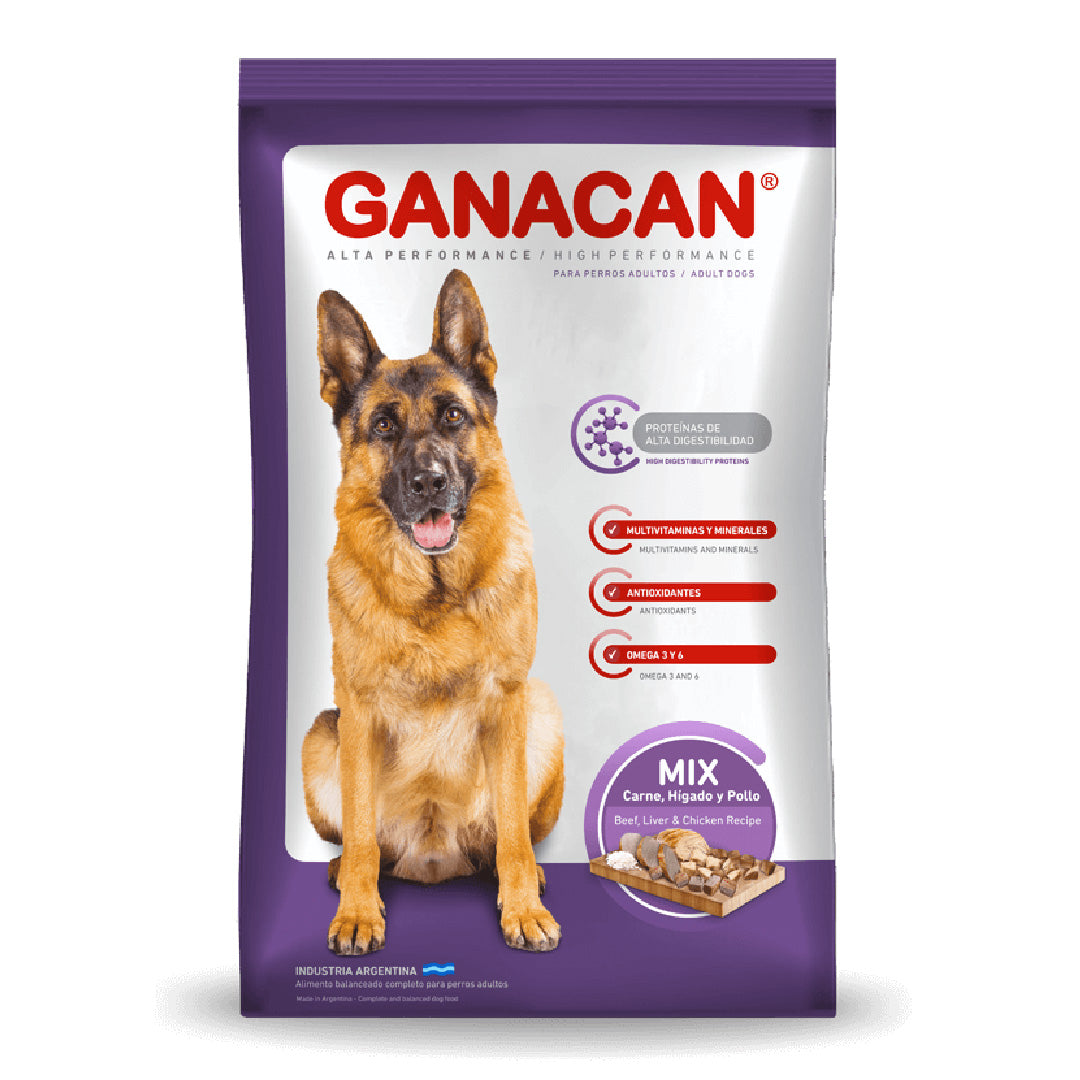 GANACAN®
ALTA PERFORMANCE / HIGH PERFORMANCE
PARA PERROS ADULTOS / ADULT DOGS
PROTEÍNAS DE
ALTA DIGESTIBILIDAD
HIGH DIGESTIBILITY PROTEINS
MULTIVITAMINAS Y MINERALES
MULTIVITAMINS AND MINERALS
ANTIOXIDANTES
ANTIOXIDANTS
OMEGA 3 Y 6
OMEGA 3 AND 6
MIX
Carne, Hígado y Pollo
Beef, Liver & Chicken Recipe
INDUSTRIA ARGENTINA
Alimento balanceado completo para perros adultos
Made in Argentina - Complete and balanced dog food